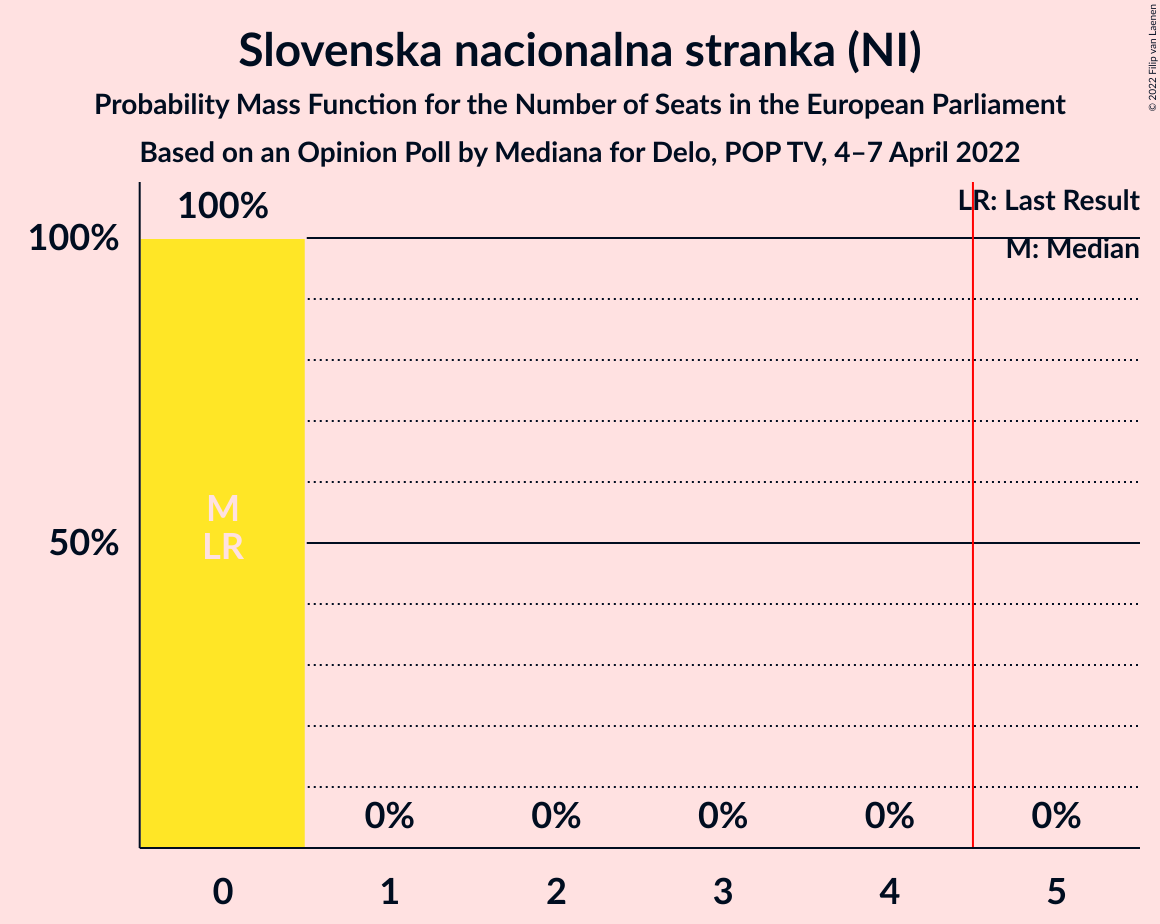 Slovenska nacionalna stranka (NI)
Probability Mass Function for the Number of Seats in the European Parliament
Based on an Opinion Poll by Mediana for Delo, POP TV, 4–7 April 2022
© 2022 Filip van Laenen
LR: Last Result
M: Median
100%
100%
50%
M
LR
0% 0% 0% 0% 0%
0 1 2 3 4 5